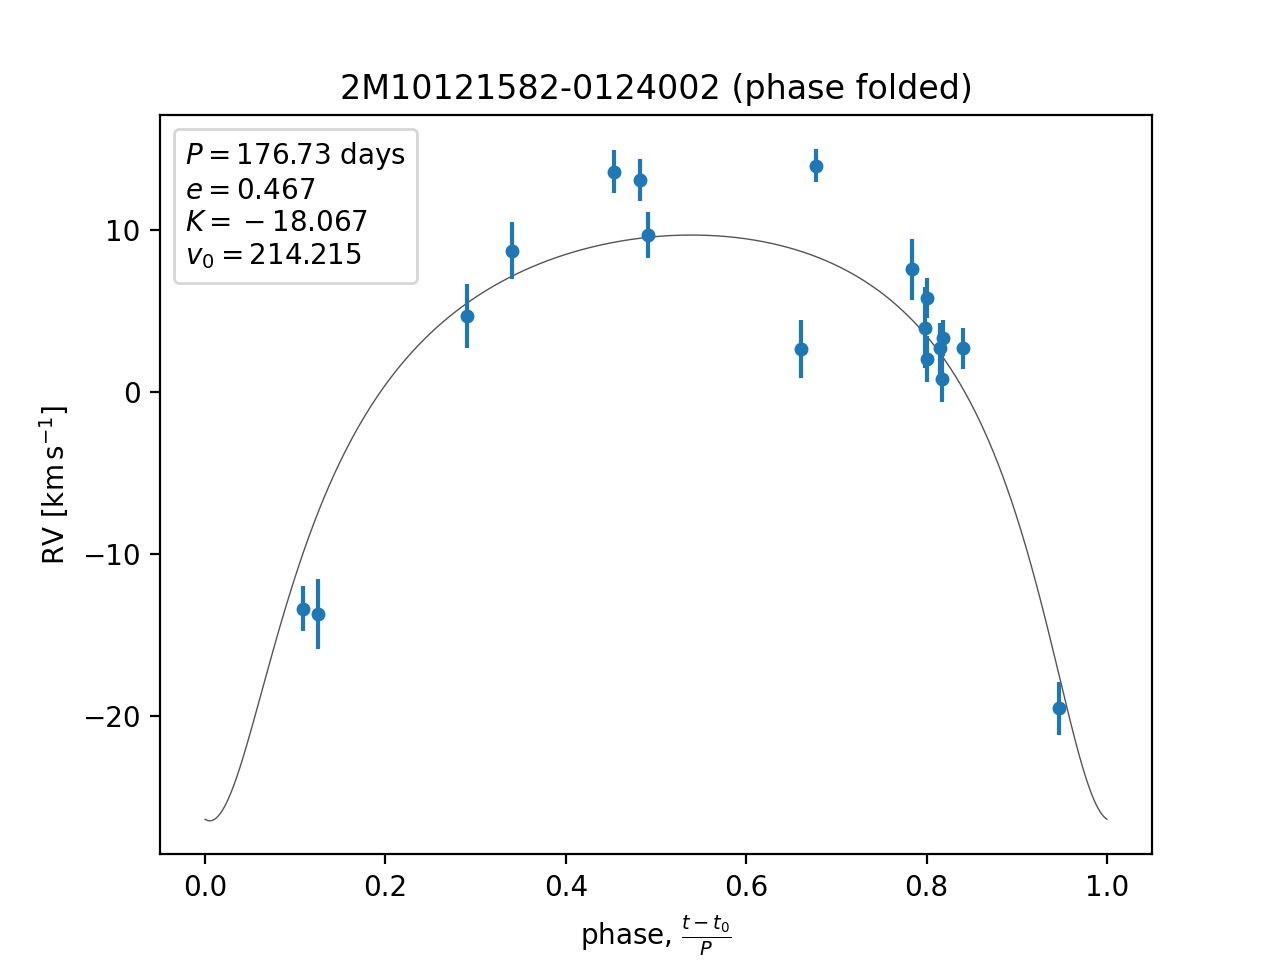 2M10121582-0124002 (phase folded)
P = 176.73 days
e = 0.467
K = −18.067
v₀ = 214.215
RV [km s⁻¹]
10
0
−10
−20
0.0 0.2 0.4 0.6 0.8 1.0
phase, (t − t₀)/P